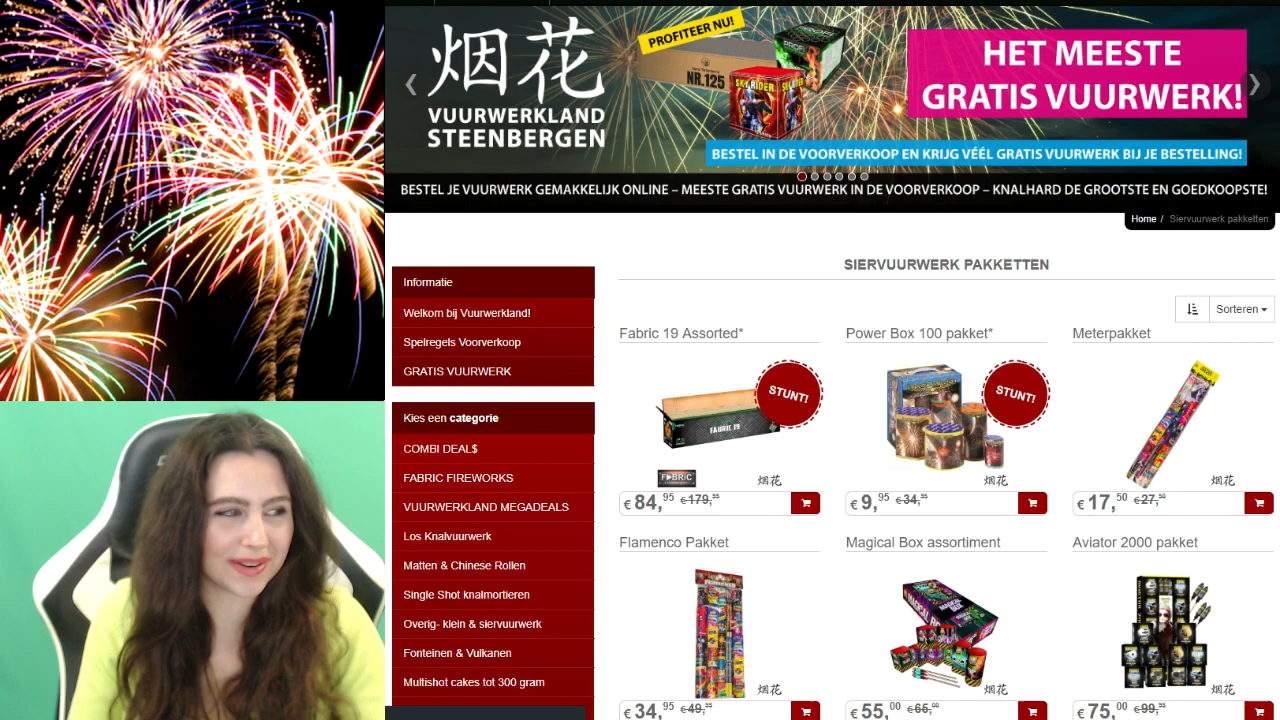 烟花
VUURWERKLAND
STEENBERGEN
PROFITEER NU!
NR.125
SKY RIDER
HET MEESTE
GRATIS VUURWERK!
BESTEL IN DE VOORVERKOOP EN KRIJG VÉÉL GRATIS VUURWERK BIJ JE BESTELLING!
BESTEL JE VUURWERK GEMAKKELIJK ONLINE – MEESTE GRATIS VUURWERK IN DE VOORVERKOOP – KNALHARD DE GROOTSTE EN GOEDKOOPSTE!
Home / Siervuurwerk pakketten
Informatie
Welkom bij Vuurwerkland!
Spelregels Voorverkoop
GRATIS VUURWERK
Kies een categorie
COMBI DEAL$
FABRIC FIREWORKS
VUURWERKLAND MEGADEALS
Los Knalvuurwerk
Matten & Chinese Rollen
Single Shot knalmortieren
Overig- klein & siervuurwerk
Fonteinen & Vulkanen
Multishot cakes tot 300 gram
SIERVUURWERK PAKKETTEN
Sorteren
Fabric 19 Assorted*
STUNT!
FABRIC 19
FABRIC
烟花
€ 84,95 €179,95
Power Box 100 pakket*
STUNT!
烟花
€ 9,95 €34,95
Meterpakket
烟花
€ 17,50 €27,50
Flamenco Pakket
烟花
€ 34,95 €49,95
Magical Box assortiment
烟花
€ 55,00 €65,00
Aviator 2000 pakket
烟花
€ 75,00 €99,95